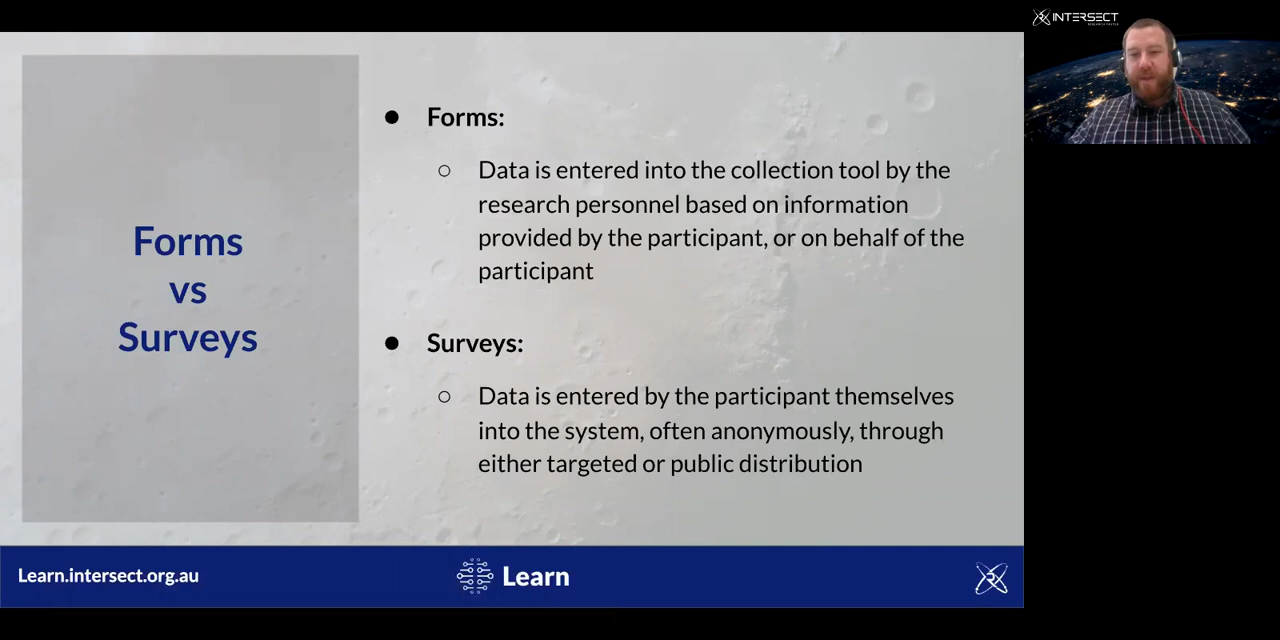 Forms
vs
Surveys
● Forms:
○ Data is entered into the collection tool by the
research personnel based on information
provided by the participant, or on behalf of the
participant
● Surveys:
○ Data is entered by the participant themselves
into the system, often anonymously, through
either targeted or public distribution
Learn.intersect.org.au
Learn
INTERSECT